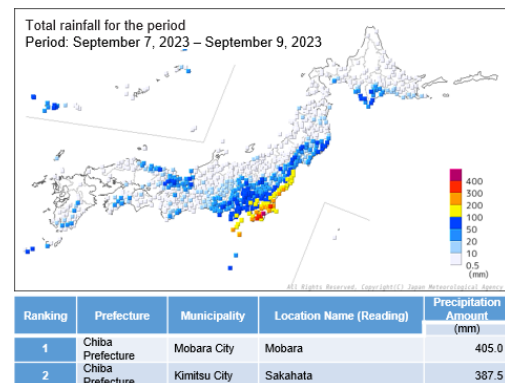 Total rainfall for the period
Period: September 7, 2023 – September 9, 2023
400
300
200
100
50
20
10
0.5
(mm)
All Rights Reserved, Copyright(C) Japan Meteorological Agency
Ranking Prefecture Municipality Location Name (Reading) Precipitation Amount (mm)
1 Chiba Prefecture Mobara City Mobara 405.0
2 Chiba Prefecture Kimitsu City Sakahata 387.5